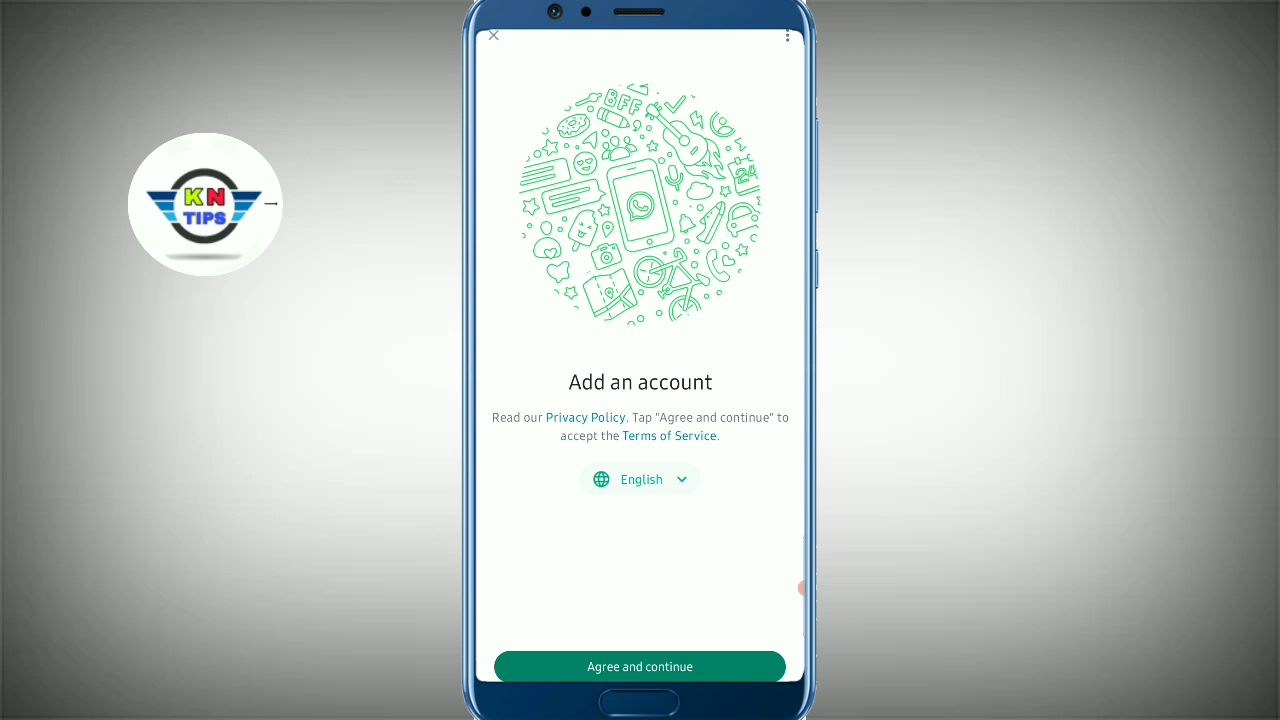 KN
TIPS
BFF
24
Add an account
Read our Privacy Policy. Tap "Agree and continue" to
accept the Terms of Service.
English
Agree and continue